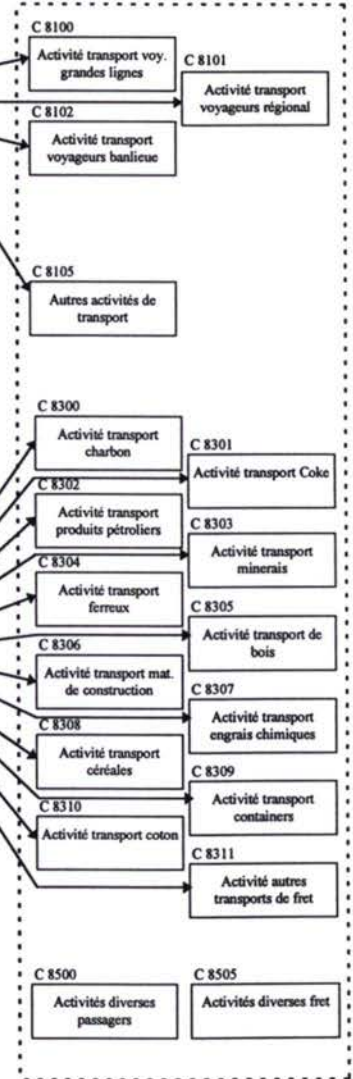 C 8100
Activité transport voy.
grandes lignes
C 8101
Activité transport
voyageurs régional
C 8102
Activité transport
voyageurs banlieue
C 8105
Autres activités de
transport
C 8300
Activité transport
charbon
C 8301
Activité transport Coke
C 8302
Activité transport
produits pétroliers
C 8303
Activité transport
minerais
C 8304
Activité transport
ferreux
C 8305
Activité transport de
bois
C 8306
Activité transport mat.
de construction
C 8307
Activité transport
engrais chimiques
C 8308
Activité transport
céréales
C 8309
Activité transport
containers
C 8310
Activité transport coton
C 8311
Activité autres
transports de fret
C 8500
Activités diverses
passagers
C 8505
Activités diverses fret